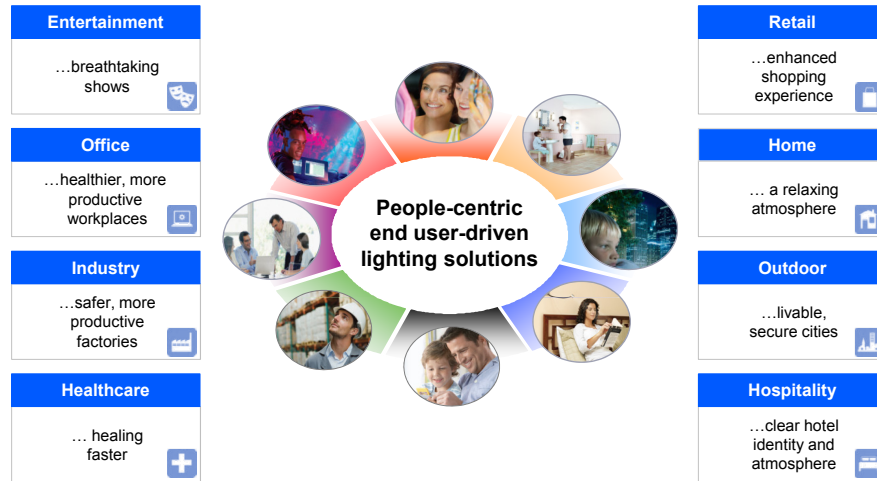 Entertainment
…breathtaking
shows
Office
…healthier, more
productive
workplaces
Industry
…safer, more
productive
factories
Healthcare
… healing
faster
People-centric
end user-driven
lighting solutions
Retail
…enhanced
shopping
experience
Home
… a relaxing
atmosphere
Outdoor
…livable,
secure cities
Hospitality
…clear hotel
identity and
atmosphere